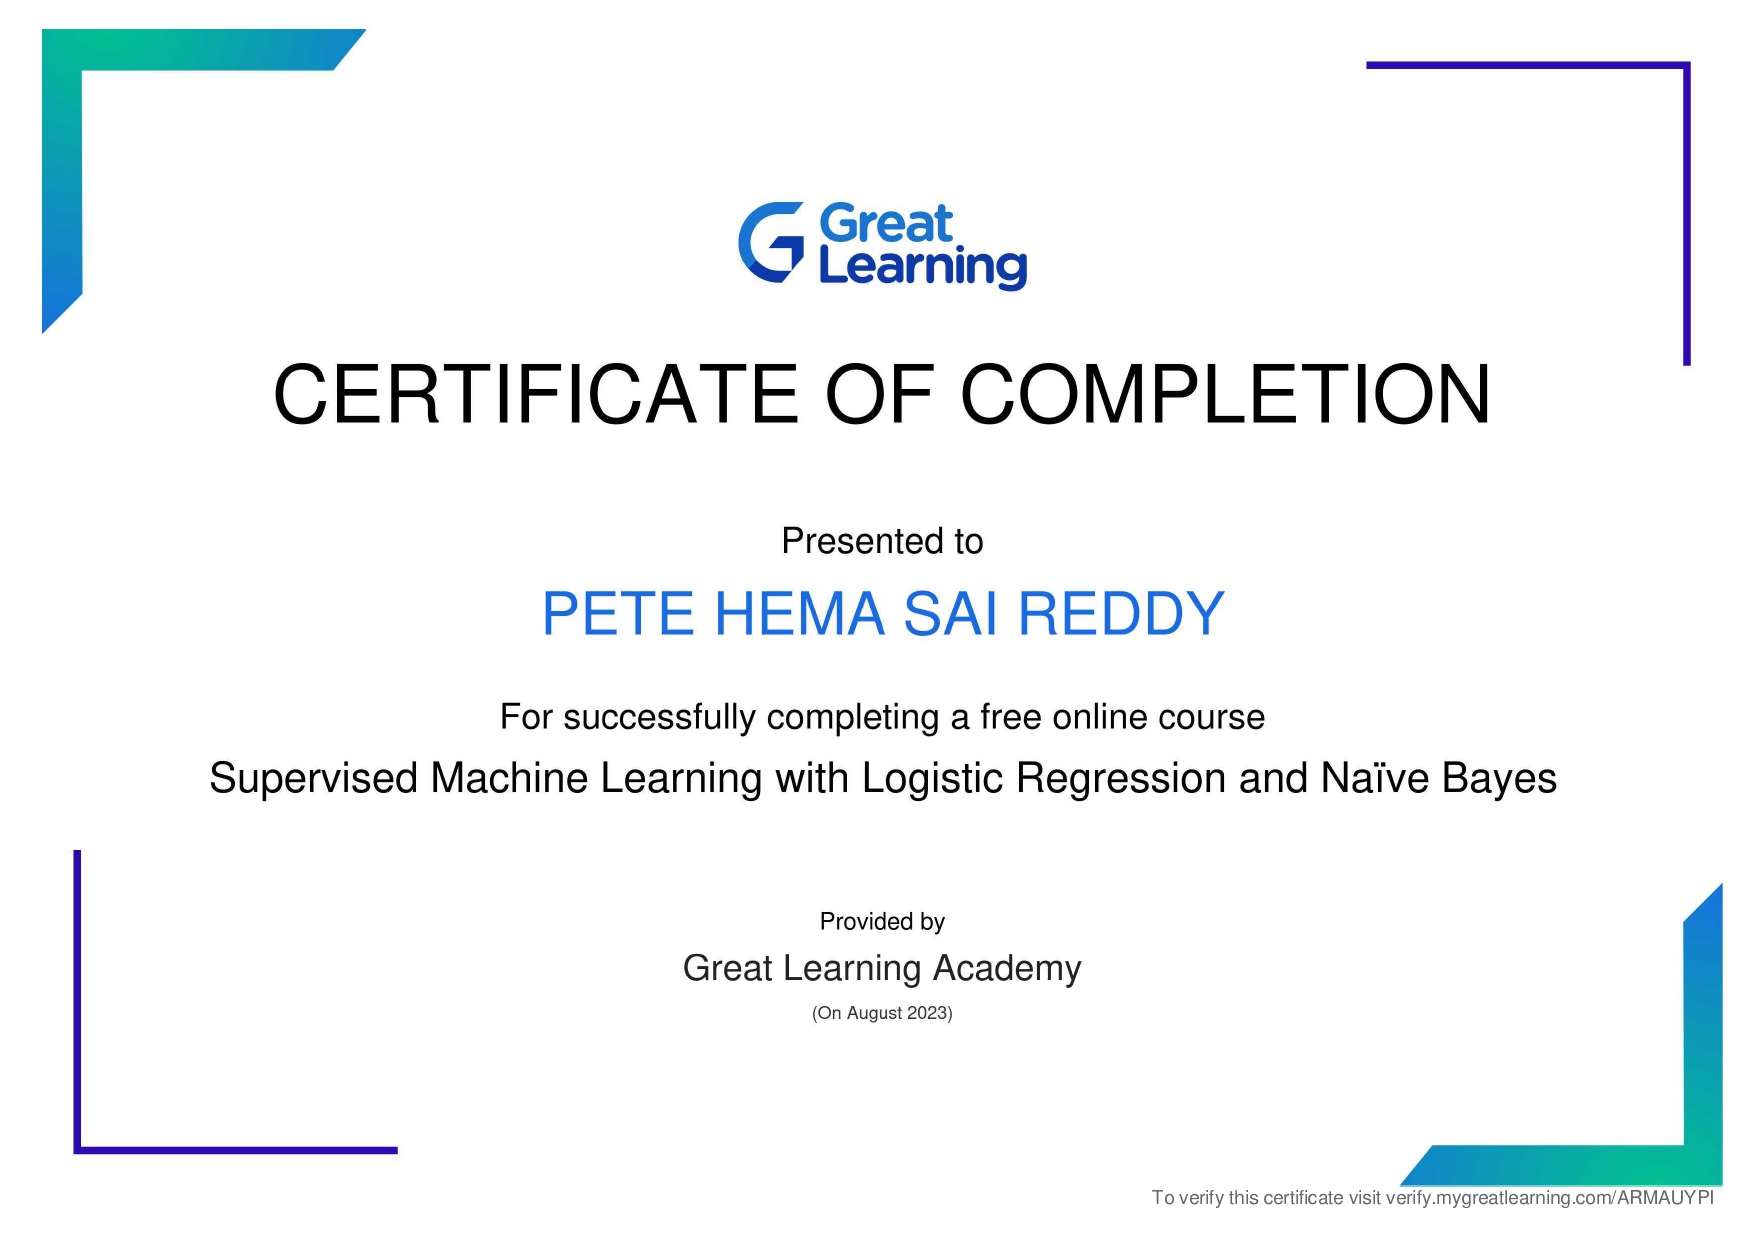 Great
Learning
CERTIFICATE OF COMPLETION
Presented to
PETE HEMA SAI REDDY
For successfully completing a free online course
Supervised Machine Learning with Logistic Regression and Naïve Bayes
Provided by
Great Learning Academy
(On August 2023)
To verify this certificate visit verify.mygreatlearning.com/ARMAUYPI